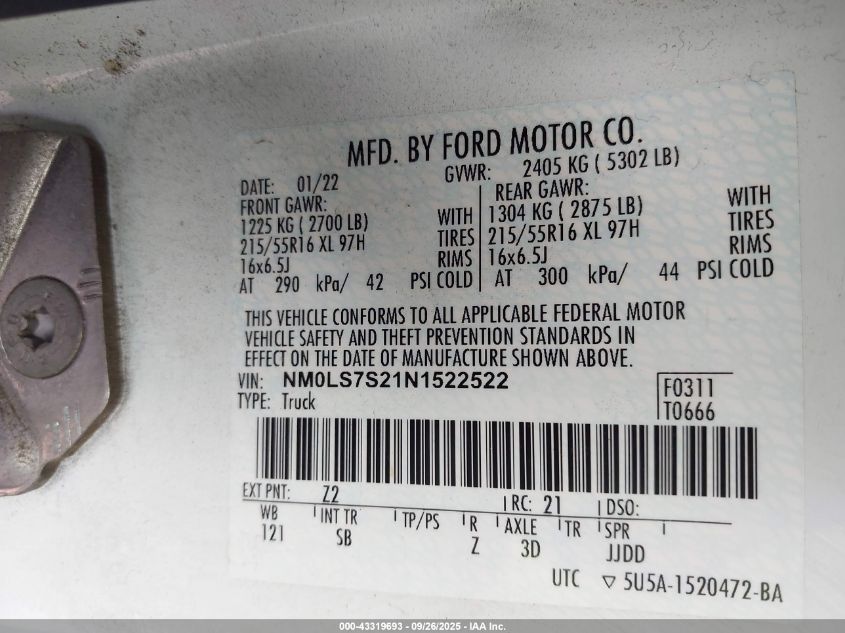 MFD. BY FORD MOTOR CO.
DATE: 01/22 GVWR: 2405 KG ( 5302 LB)
FRONT GAWR: REAR GAWR:
1225 KG ( 2700 LB) WITH 1304 KG ( 2875 LB) WITH
215/55R16 XL 97H TIRES 215/55R16 XL 97H TIRES
16x6.5J RIMS 16x6.5J RIMS
AT 290 kPa/ 42 PSI COLD AT 300 kPa/ 44 PSI COLD
THIS VEHICLE CONFORMS TO ALL APPLICABLE FEDERAL MOTOR
VEHICLE SAFETY AND THEFT PREVENTION STANDARDS IN
EFFECT ON THE DATE OF MANUFACTURE SHOWN ABOVE.
VIN: NM0LS7S21N1522522 F0311
TYPE: Truck T0666
EXT PNT: Z2 RC: 21 DSO:
WB INT TR TP/PS R AXLE TR SPR
121 SB Z 3D JJDD
UTC ▽ 5U5A-1520472-BA
000-43319693 - 09/26/2025 - IAA Inc.